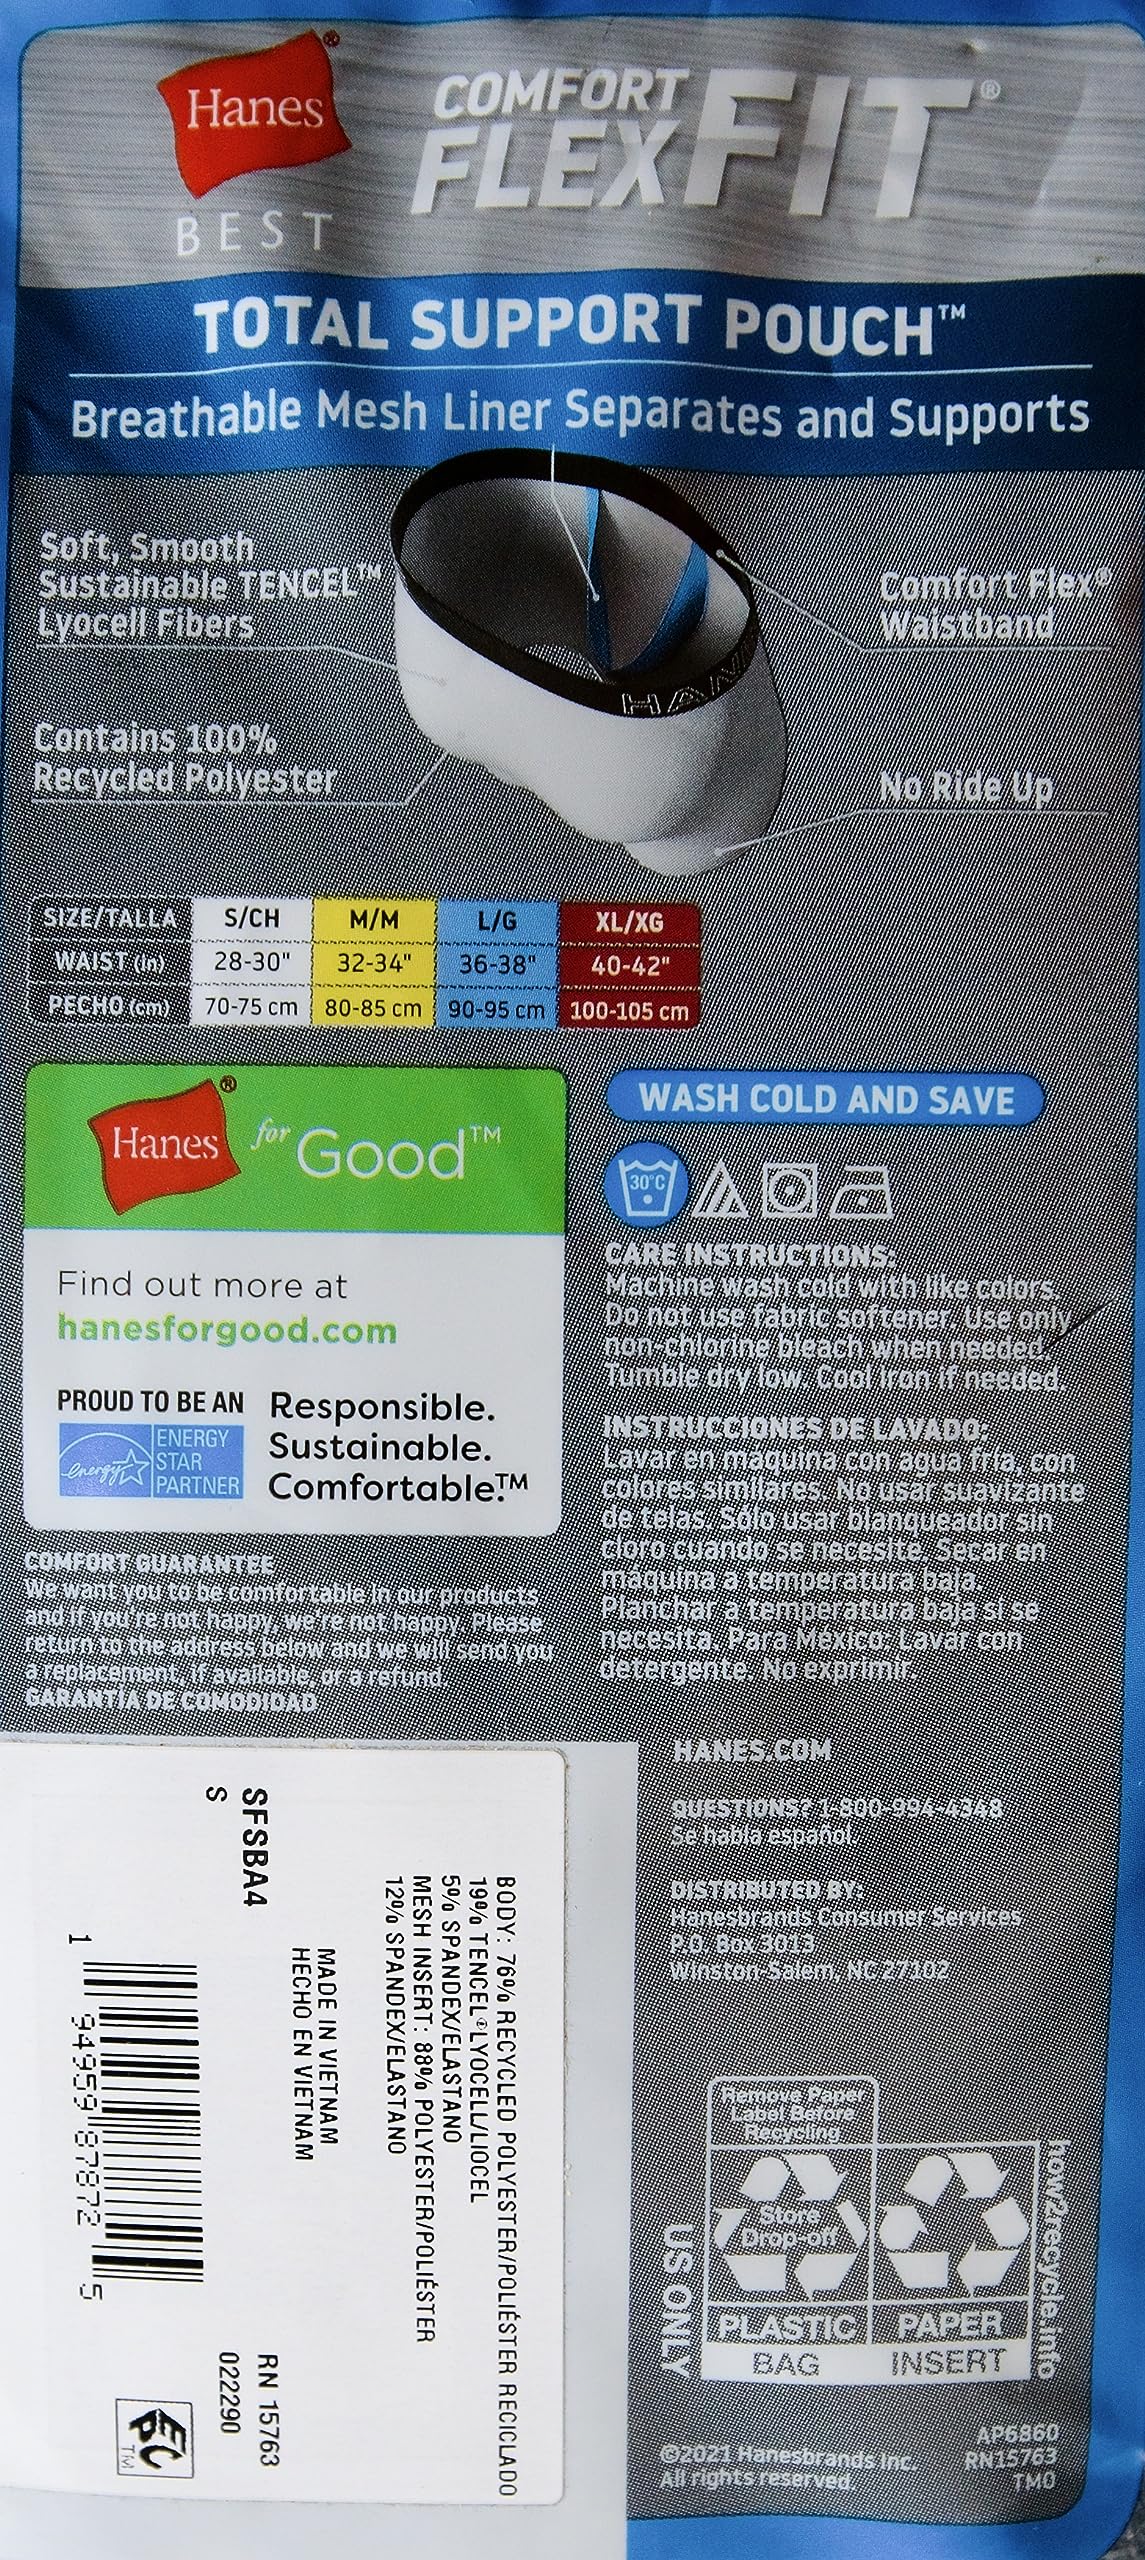 Hanes®
BEST
COMFORT
FLEXFIT®
TOTAL SUPPORT POUCH™
Breathable Mesh Liner Separates and Supports
Soft, Smooth
Sustainable TENCEL™
Lyocell Fibers
Comfort Flex®
Waistband
HAN
Contains 100%
Recycled Polyester
No Ride Up
SIZE/TALLA S/CH M/M L/G XL/XG
WAIST (in) 28-30" 32-34" 36-38" 40-42"
PECHO (cm) 70-75 cm 80-85 cm 90-95 cm 100-105 cm
Hanes® for Good™
Find out more at
hanesforgood.com
PROUD TO BE AN
energy
ENERGY
STAR
PARTNER
Responsible.
Sustainable.
Comfortable.™
WASH COLD AND SAVE
30°C
CARE INSTRUCTIONS:
Machine wash cold with like colors.
Do not use fabric softener. Use only
non-chlorine bleach when needed.
Tumble dry low. Cool iron if needed.
INSTRUCCIONES DE LAVADO:
Lavar en máquina con agua fría, con
colores similares. No usar suavizante
de telas. Sólo usar blanqueador sin
cloro cuando se necesite. Secar en
máquina a temperatura baja.
Planchar a temperatura baja si se
necesita. Para México: Lavar con
detergente. No exprimir.
COMFORT GUARANTEE
We want you to be comfortable in our products
and if you're not happy, we're not happy. Please
return to the address below and we will send you
a replacement, if available, or a refund.
GARANTÍA DE COMODIDAD
HANES.COM
QUESTIONS? 1-800-994-4348
Se habla español.
DISTRIBUTED BY:
Hanesbrands Consumer Services
P.O. Box 3013
Winston-Salem, NC 27102
BODY: 76% RECYCLED POLYESTER/POLIÉSTER RECICLADO
19% TENCEL® LYOCELL/LIOCEL
5% SPANDEX/ELASTANO
MESH INSERT: 88% POLYESTER/POLIÉSTER
12% SPANDEX/ELASTANO
MADE IN VIETNAM
HECHO EN VIETNAM
SFSBA4
S
RN 15763
022290
1 94959 87872 5
EPC™
Remove Paper
Label Before
Recycling
Store
Drop-off
PLASTIC
BAG
PAPER
INSERT
US ONLY
how2recycle.info
©2021 Hanesbrands Inc.
All rights reserved.
AP6860
RN15763
TM0